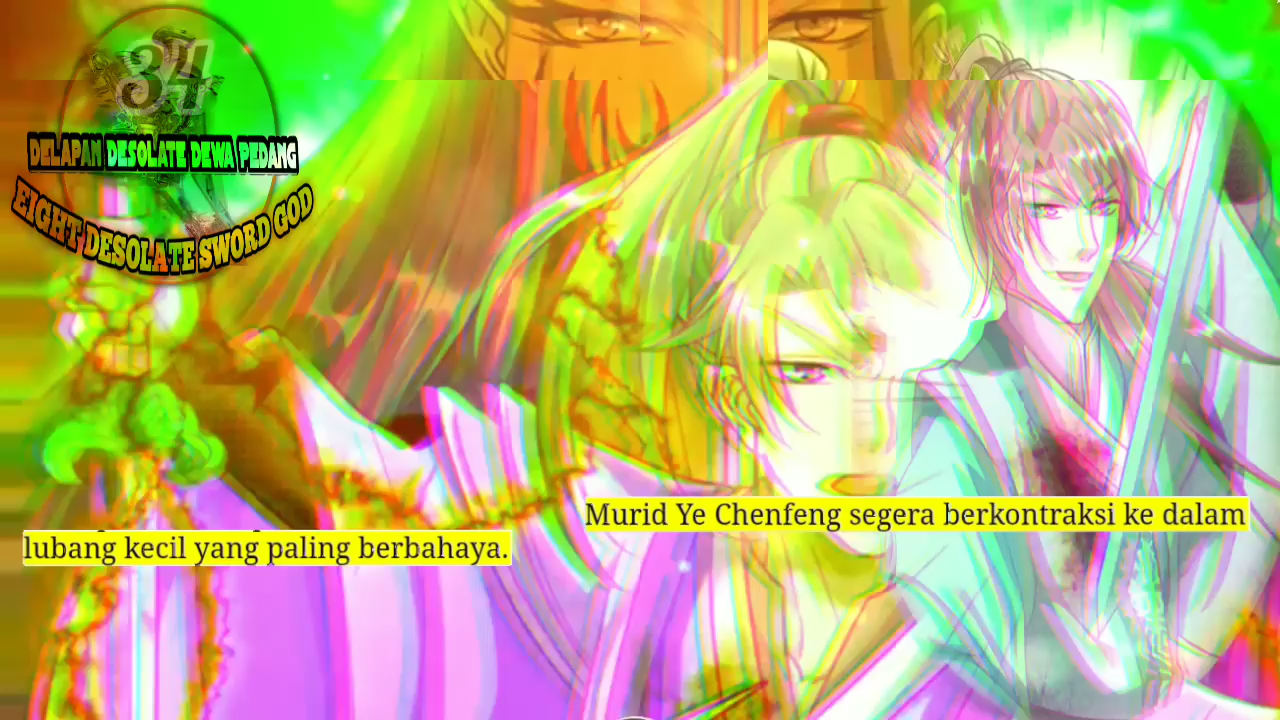 34
DELAPAN DESOLATE DEWA PEDANG
EIGHT DESOLATE SWORD GOD
Murid Ye Chenfeng segera berkontraksi ke dalam
lubang kecil yang paling berbahaya.